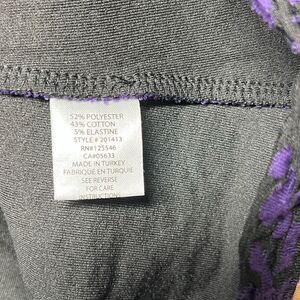 52% POLYESTER
43% COTTON
5% ELASTINE
STYLE # 201413
RN#125546
CA#05633
MADE IN TURKEY
FABRIQUE EN TURQUIE
SEE REVERSE
FOR CARE
INSTRUCTIONS